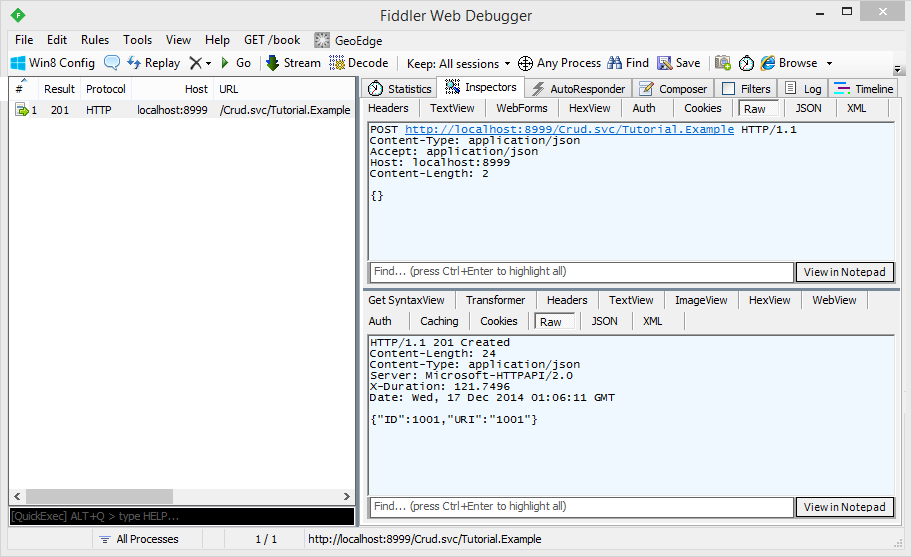 Fiddler Web Debugger
File Edit Rules Tools View Help GET /book GeoEdge
Win8 Config Replay Go Stream Decode Keep: All sessions Any Process Find Save Browse
# Result Protocol Host URL
1 201 HTTP localhost:8999 /Crud.svc/Tutorial.Example
Statistics Inspectors AutoResponder Composer Filters Log Timeline
Headers TextView WebForms HexView Auth Cookies Raw JSON XML
POST http://localhost:8999/Crud.svc/Tutorial.Example HTTP/1.1
Content-Type: application/json
Accept: application/json
Host: localhost:8999
Content-Length: 2
{}
Find... (press Ctrl+Enter to highlight all) View in Notepad
Get SyntaxView Transformer Headers TextView ImageView HexView WebView
Auth Caching Cookies Raw JSON XML
HTTP/1.1 201 Created
Content-Length: 24
Content-Type: application/json
Server: Microsoft-HTTPAPI/2.0
X-Duration: 121.7496
Date: Wed, 17 Dec 2014 01:06:11 GMT
{"ID":1001,"URI":"1001"}
Find... (press Ctrl+Enter to highlight all) View in Notepad
[QuickExec] ALT+Q > type HELP...
All Processes 1 / 1 http://localhost:8999/Crud.svc/Tutorial.Example